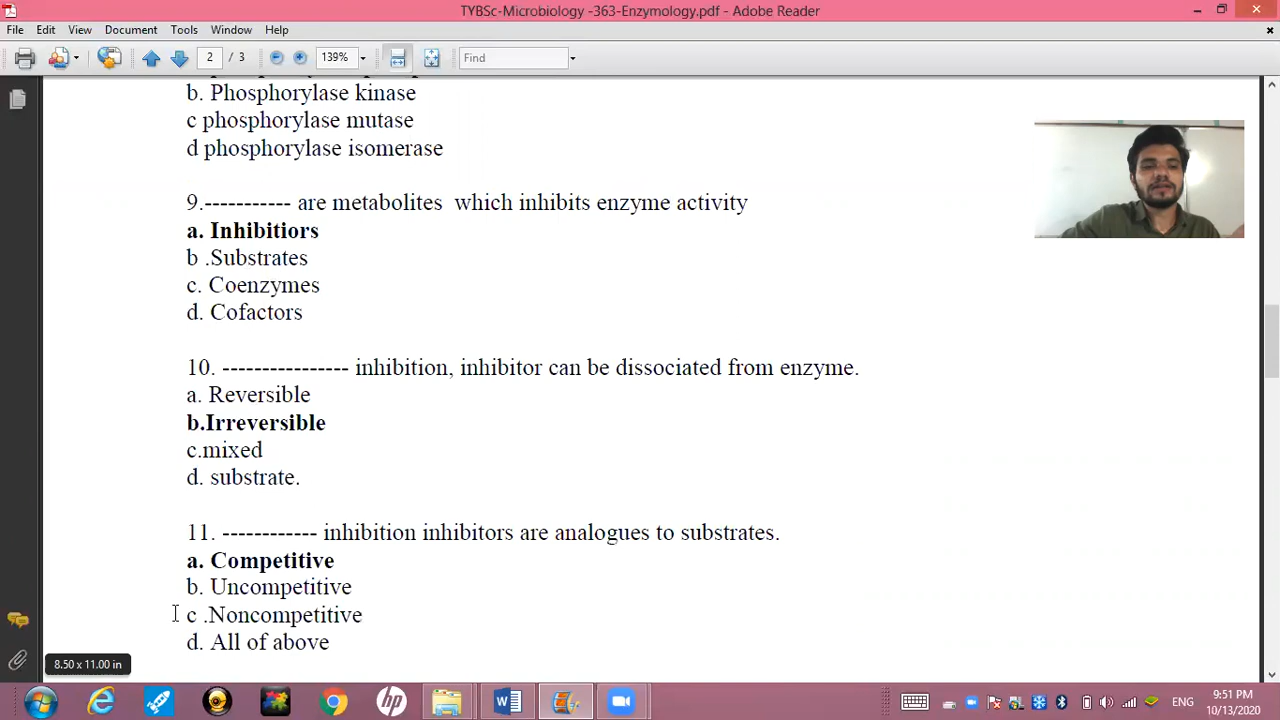 TYBSc-Microbiology -363-Enzymology.pdf - Adobe Reader
File Edit View Document Tools Window Help
2 / 3 139% Find
b. Phosphorylase kinase
c phosphorylase mutase
d phosphorylase isomerase
9.----------- are metabolites  which inhibits enzyme activity
a. Inhibitiors
b .Substrates
c. Coenzymes
d. Cofactors
10. ---------------- inhibition, inhibitor can be dissociated from enzyme.
a. Reversible
b.Irreversible
c.mixed
d. substrate.
11. ------------ inhibition inhibitors are analogues to substrates.
a. Competitive
b. Uncompetitive
c .Noncompetitive
d. All of above
8.50 x 11.00 in
ENG
9:51 PM
10/13/2020